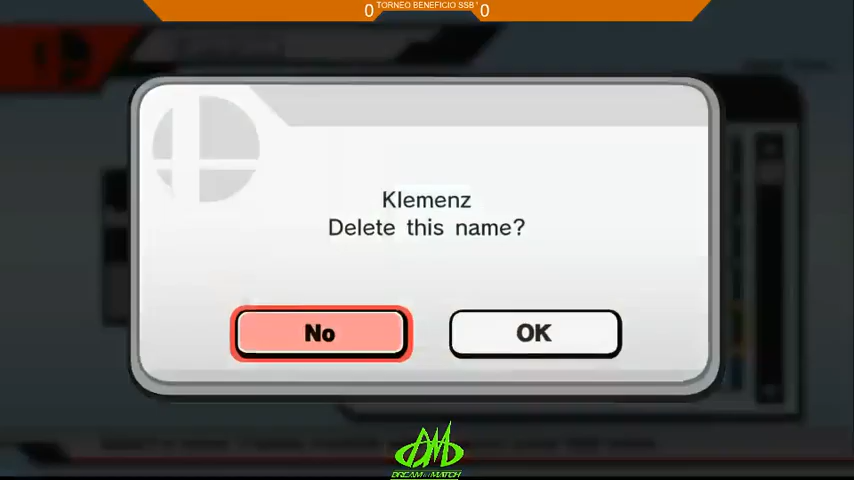 0 TORNEO BENEFICIO SSB 0
Klemenz
Delete this name?
No OK
DREAM MATCH